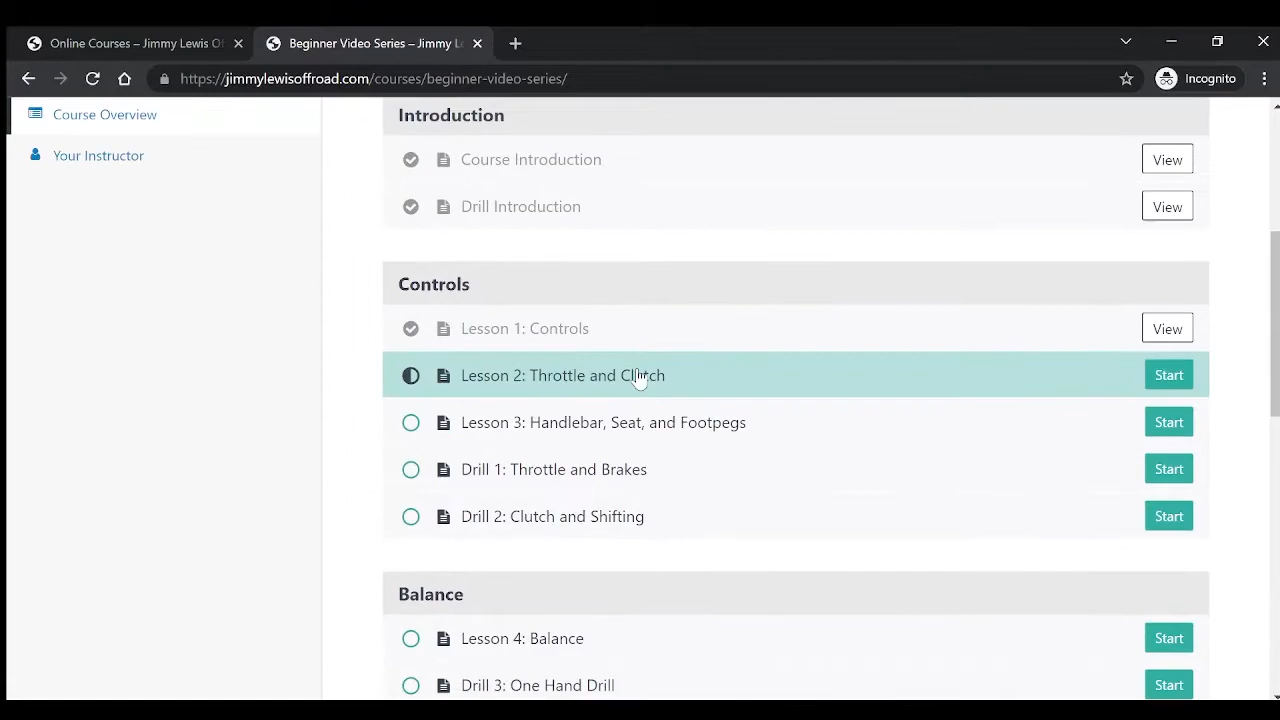 Online Courses – Jimmy Lewis Of
Beginner Video Series – Jimmy Le
https://jimmylewisoffroad.com/courses/beginner-video-series/
Incognito
Course Overview
Your Instructor
Introduction
Course Introduction View
Drill Introduction View
Controls
Lesson 1: Controls View
Lesson 2: Throttle and Clutch Start
Lesson 3: Handlebar, Seat, and Footpegs Start
Drill 1: Throttle and Brakes Start
Drill 2: Clutch and Shifting Start
Balance
Lesson 4: Balance Start
Drill 3: One Hand Drill Start